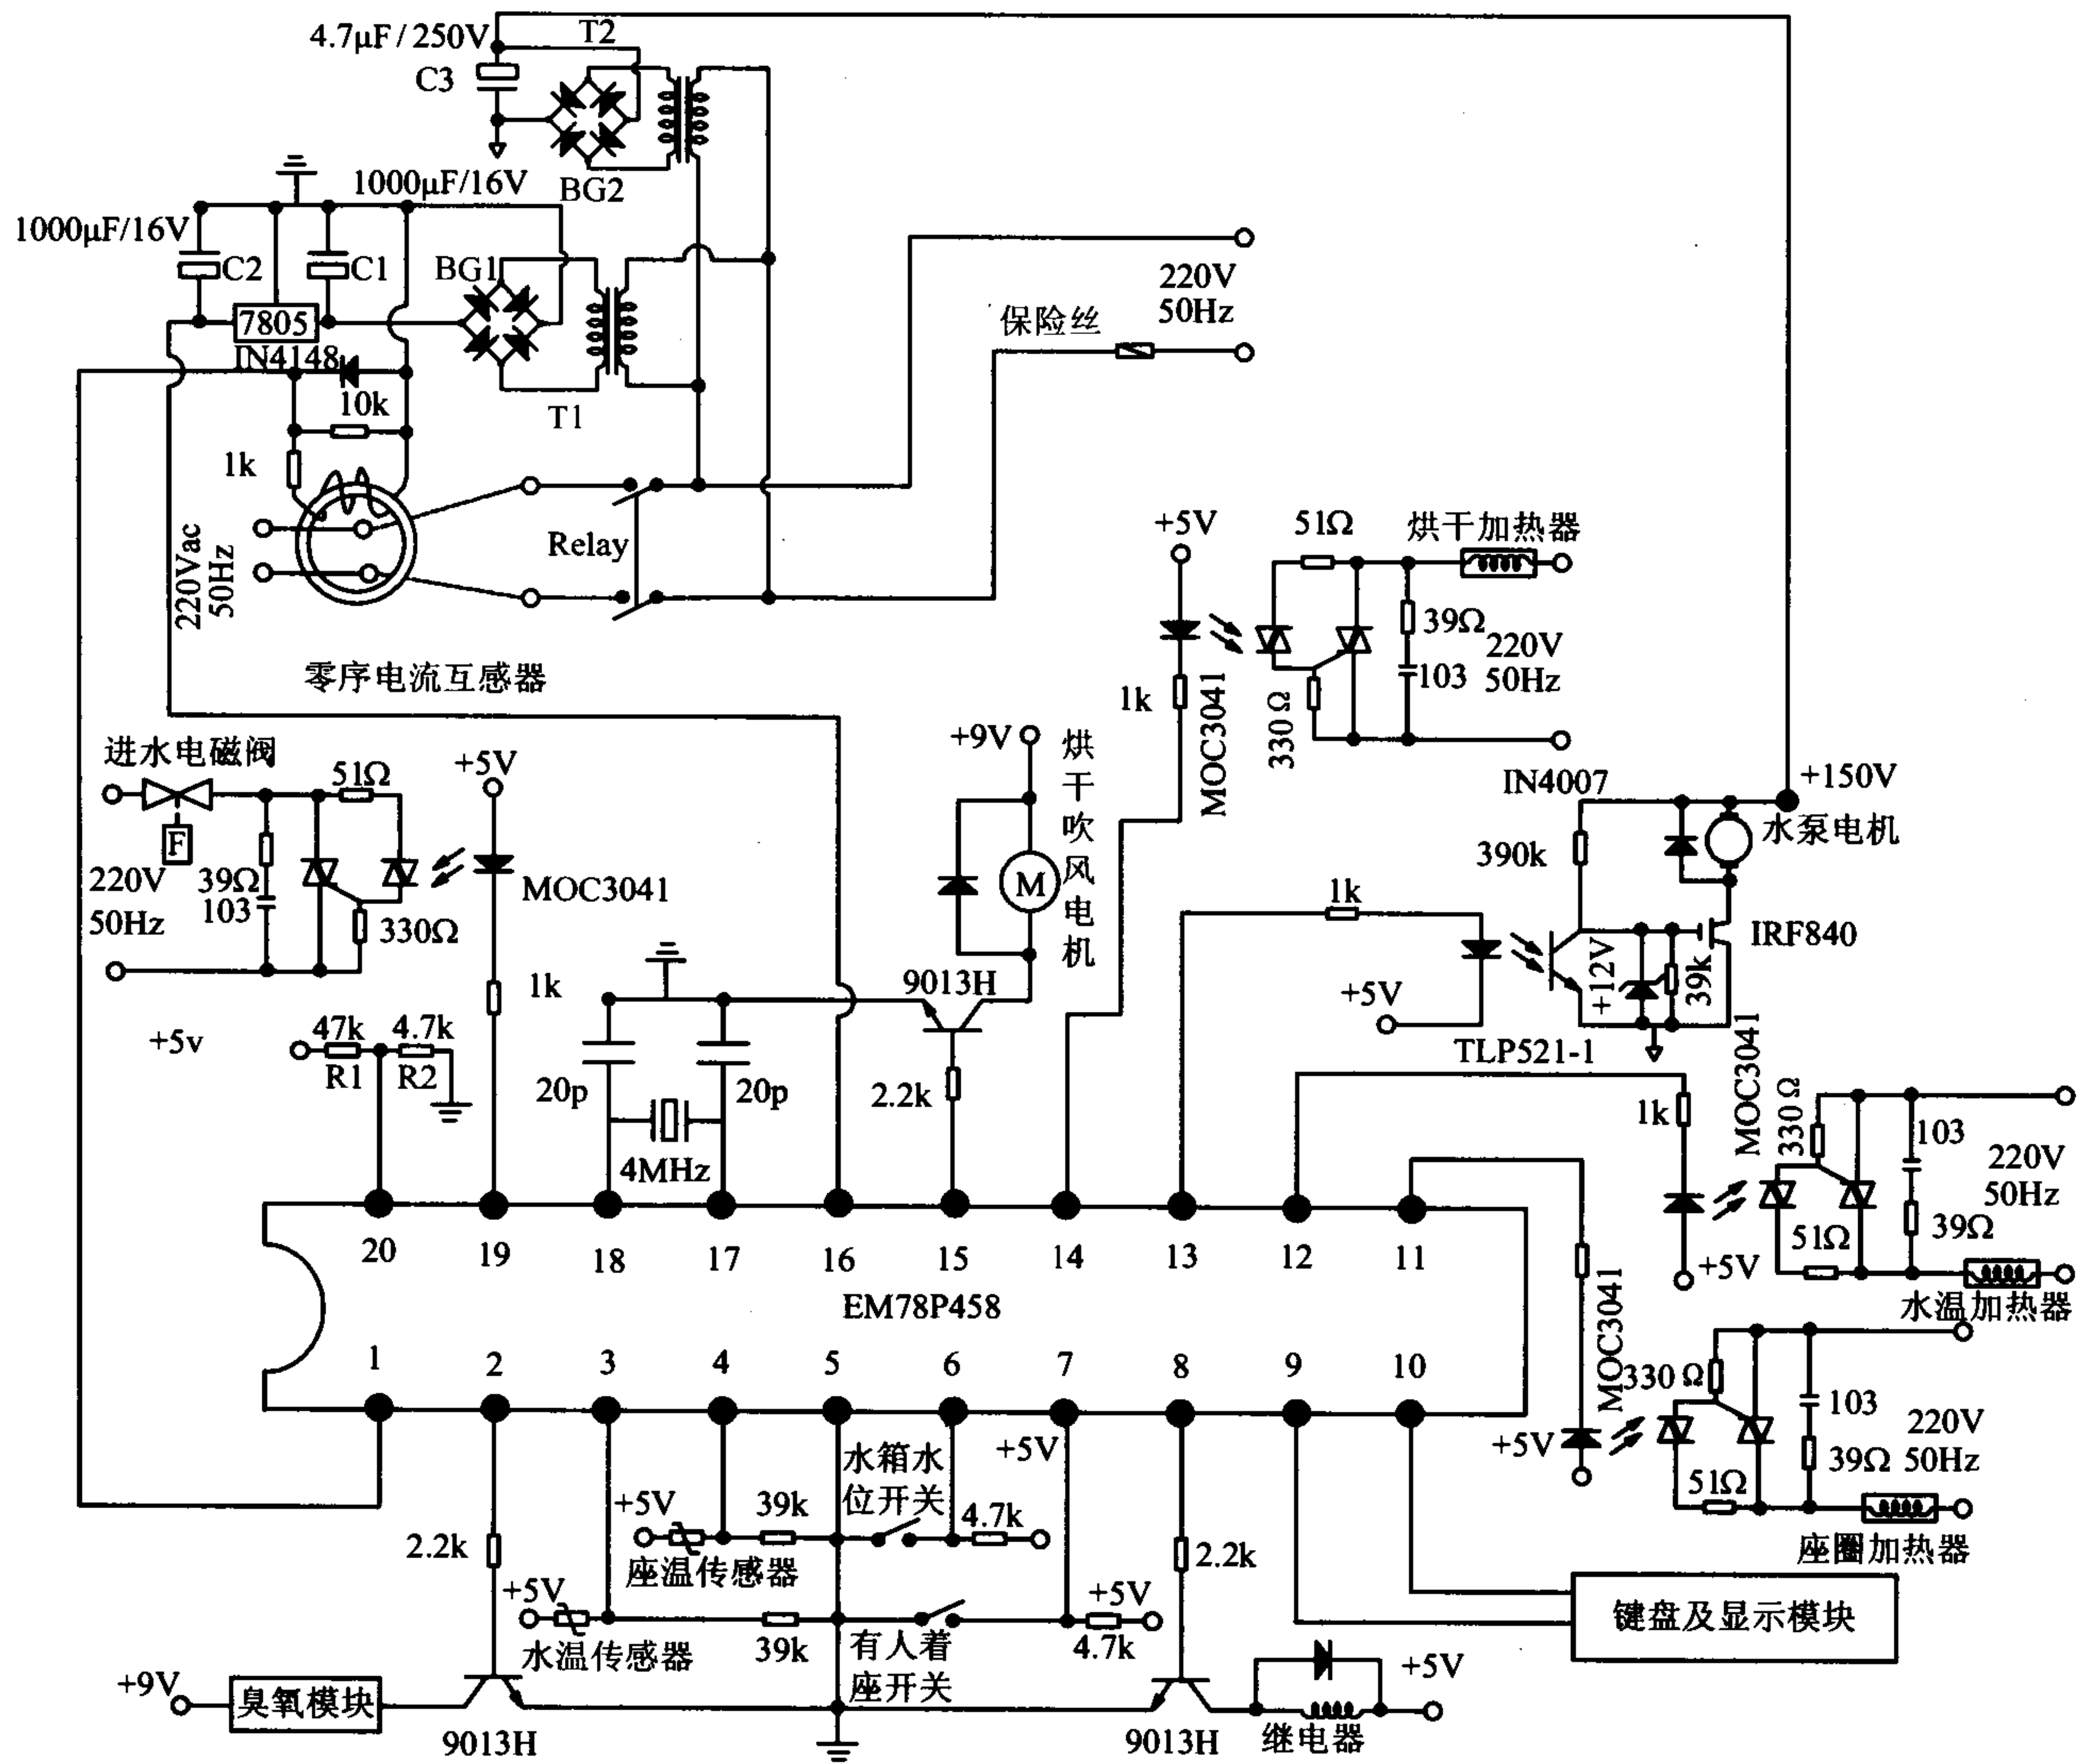 4.7μF/250V
T2
C3
BG2
1000μF/16V
1000μF/16V
C2
C1
BG1
7805
IN4148
10k
T1
1k
220V
50Hz
保险丝
220Vac
50Hz
Relay
零序电流互感器
+5V
51Ω
烘干加热器
39Ω
220V
103
50Hz
1k
MOC3041
330Ω
进水电磁阀
51Ω
+5V
F
220V
50Hz
39Ω
103
330Ω
MOC3041
1k
+9V
烘干吹风电机
M
9013H
IN4007
+150V
水泵电机
390k
1k
IRF840
+12V
39k
+5V
TLP521-1
+5v
47k
4.7k
R1
R2
20p
20p
4MHz
2.2k
1k
MOC3041
330Ω
103
220V
50Hz
39Ω
51Ω
+5V
水温加热器
20
19
18
17
16
15
14
13
12
11
EM78P458
1
2
3
4
5
6
7
8
9
10
MOC3041
330Ω
103
220V
39Ω
50Hz
+5V
51Ω
座圈加热器
水箱水
位开关
+5V
+5V
39k
4.7k
座温传感器
2.2k
2.2k
+5V
水温传感器
39k
有人着
座开关
+5V
4.7k
键盘及显示模块
+9V
臭氧模块
9013H
9013H
+5V
继电器